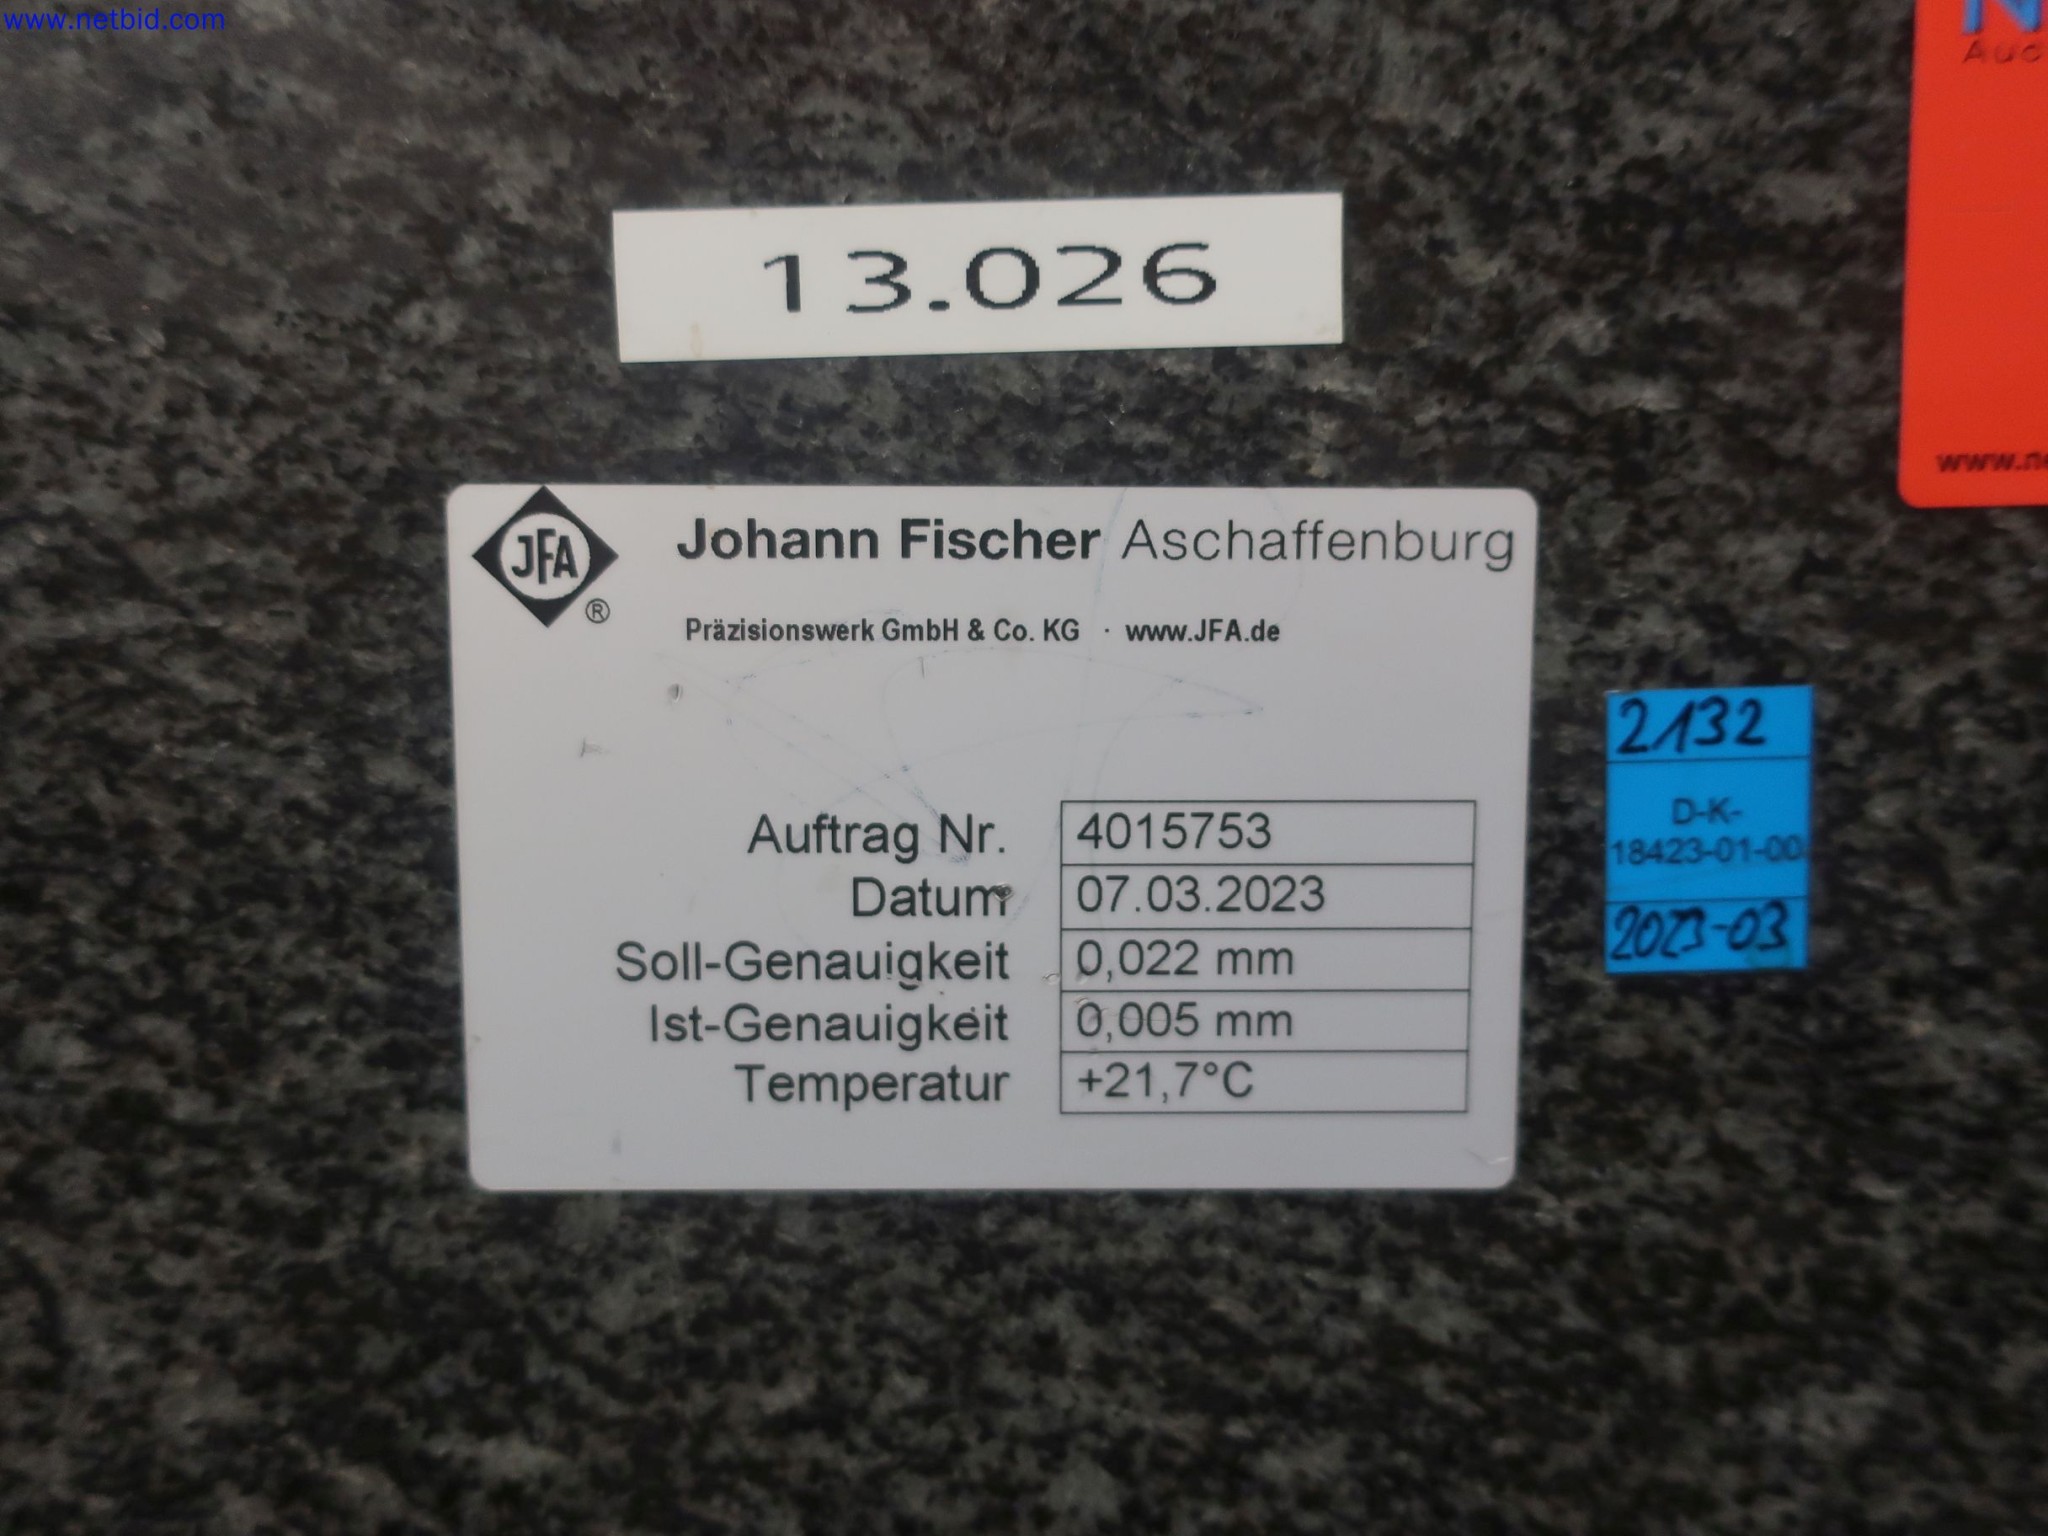 www.netbid.com
13.026
JFA
®
Johann Fischer Aschaffenburg
Präzisionswerk GmbH & Co. KG · www.JFA.de
Auftrag Nr. 4015753
Datum 07.03.2023
Soll-Genauigkeit 0,022 mm
Ist-Genauigkeit 0,005 mm
Temperatur +21,7°C
2132
D-K-
18423-01-00
2023-03